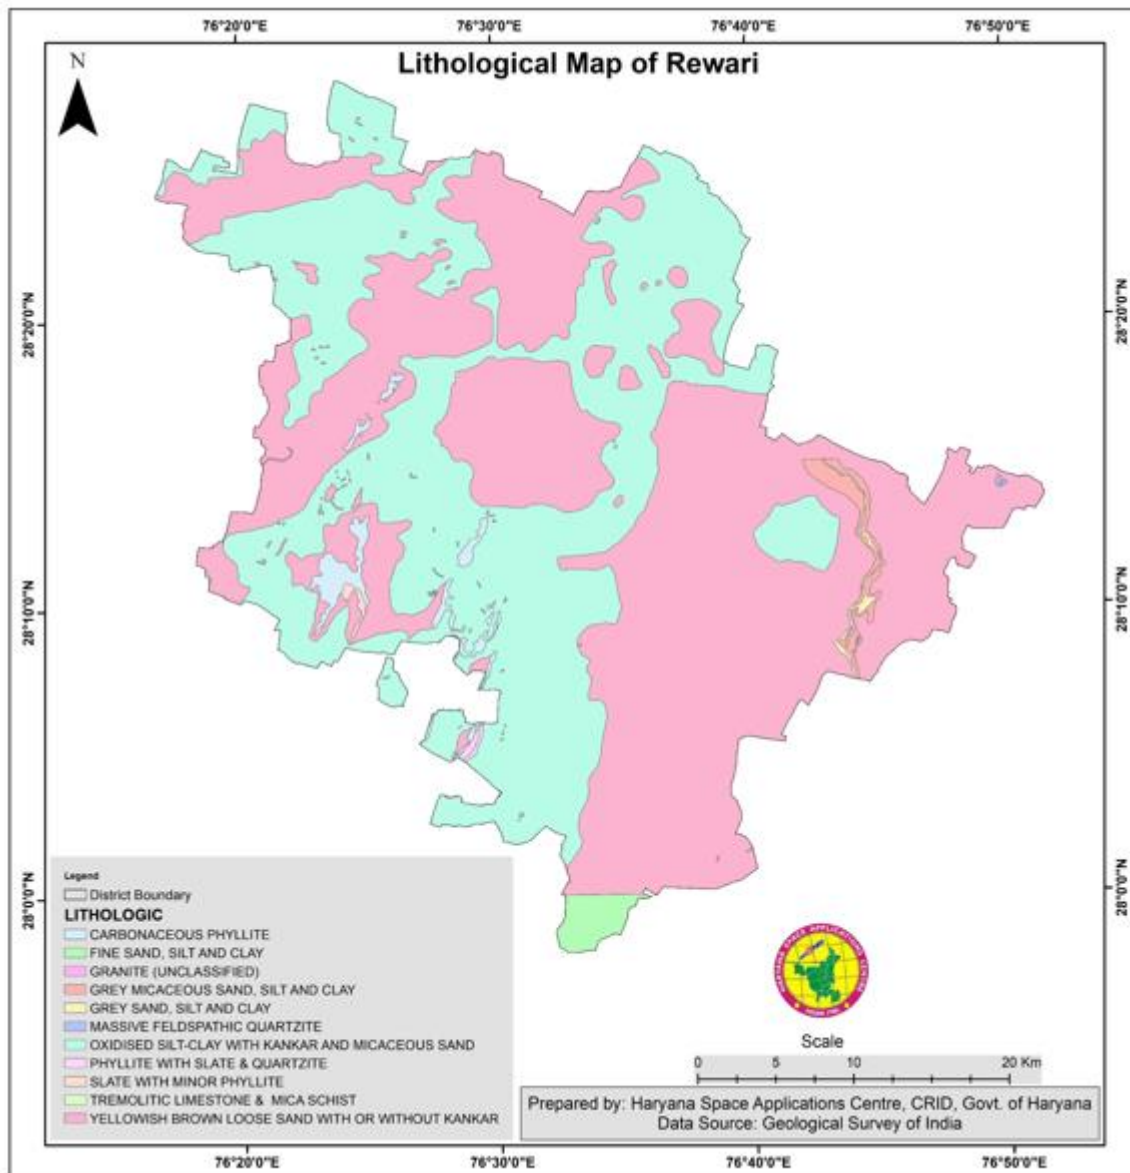 76°20'0"E 76°30'0"E 76°40'0"E 76°50'0"E
Lithological Map of Rewari
N
28°20'0"N 28°20'0"N
28°10'0"N 28°10'0"N
28°0'0"N 28°0'0"N
Legend
District Boundary
LITHOLOGIC
CARBONACEOUS PHYLLITE
FINE SAND, SILT AND CLAY
GRANITE (UNCLASSIFIED)
GREY MICACEOUS SAND, SILT AND CLAY
GREY SAND, SILT AND CLAY
MASSIVE FELDSPATHIC QUARTZITE
OXIDISED SILT-CLAY WITH KANKAR AND MICACEOUS SAND
PHYLLITE WITH SLATE & QUARTZITE
SLATE WITH MINOR PHYLLITE
TREMOLITIC LIMESTONE & MICA SCHIST
YELLOWISH BROWN LOOSE SAND WITH OR WITHOUT KANKAR
HARYANA SPACE APPLICATIONS CENTRE
Scale
0 5 10 20 Km
Prepared by: Haryana Space Applications Centre, CRID, Govt. of Haryana
Data Source: Geological Survey of India
76°20'0"E 76°30'0"E 76°40'0"E 76°50'0"E